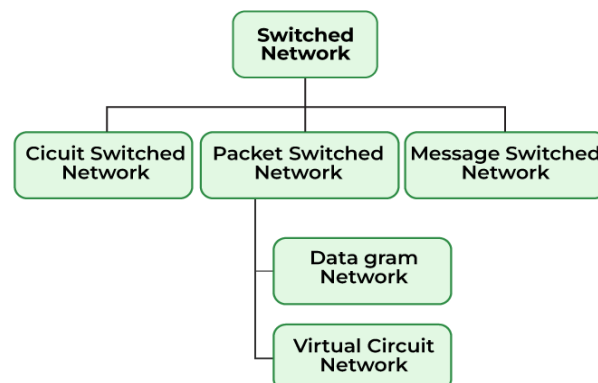 Switched
Network
Cicuit Switched
Network
Packet Switched
Network
Message Switched
Network
Data gram
Network
Virtual Circuit
Network